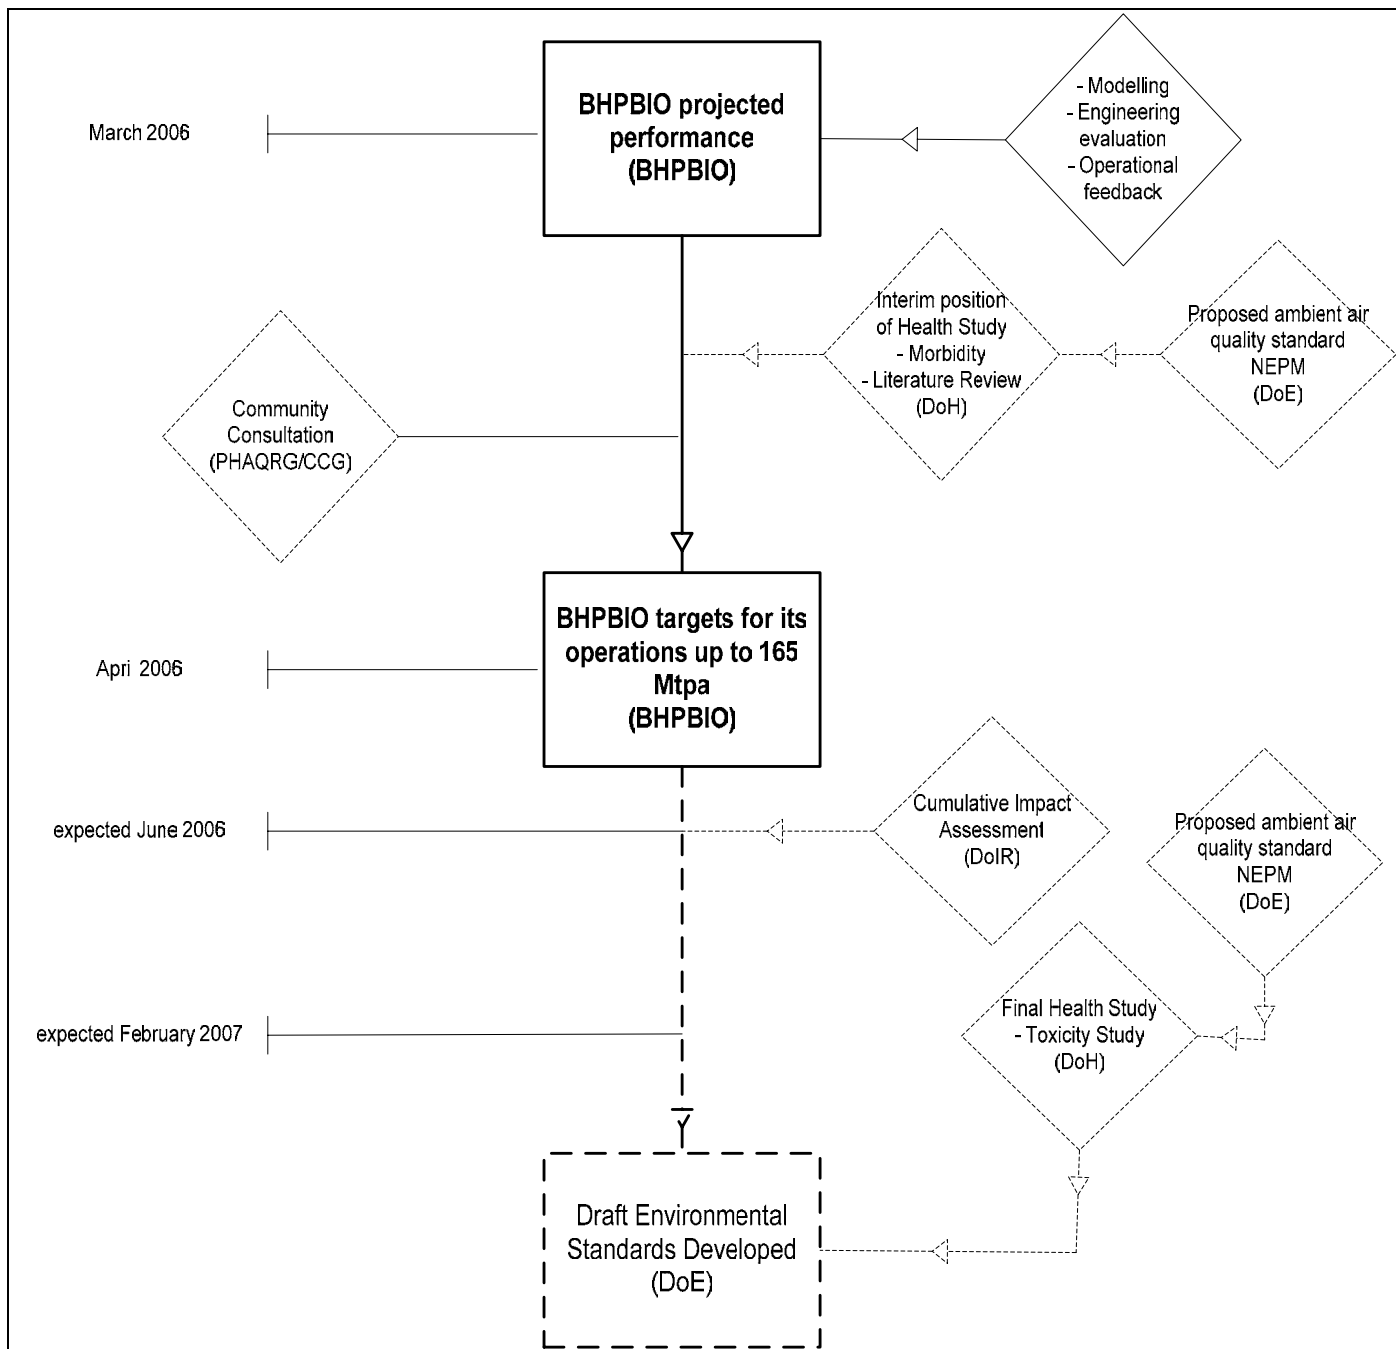 BHPBIO projected
performance
(BHPBIO)
- Modelling
- Engineering
evaluation
- Operational
feedback
March 2006
Interim position
of Health Study
- Morbidity
- Literature Review
(DoH)
Proposed ambient air
quality standard
NEPM
(DoE)
Community
Consultation
(PHAQRG/CCG)
BHPBIO targets for its
operations up to 165
Mtpa
(BHPBIO)
April 2006
Cumulative Impact
Assessment
(DoIR)
Proposed ambient air
quality standard
NEPM
(DoE)
expected June 2006
Final Health Study
- Toxicity Study
(DoH)
expected February 2007
Draft Environmental
Standards Developed
(DoE)